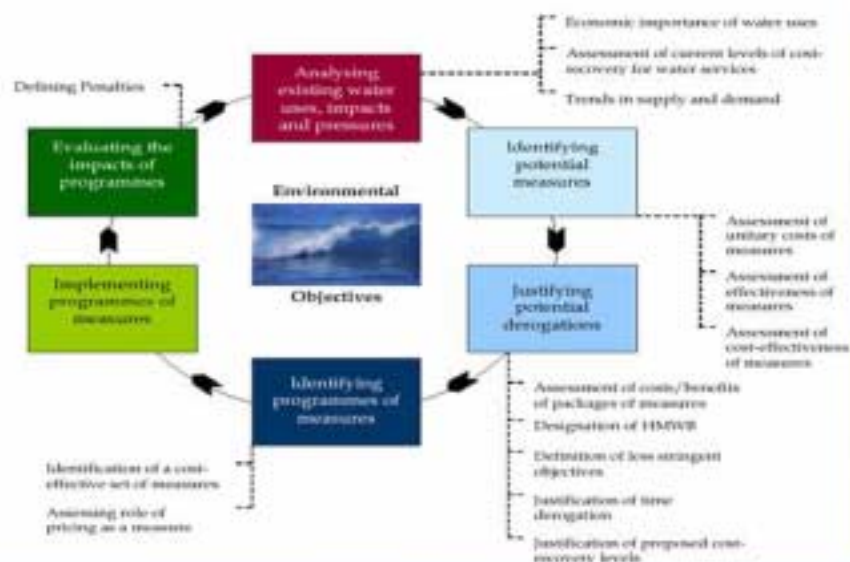 Economic importance of water uses
Assessment of current levels of cost-
recovery for water services
Trends in supply and demand
Defining Penalties
Analysing
existing water
uses, impacts
and pressures
Evaluating the
impacts of
programmes
Identifying
potential
measures
Environmental
Objectives
Assessment of
unitary costs of
measures
Assessment of
effectiveness of
measures
Assessment of
cost-effectiveness
of measures
Implementing
programmes of
measures
Justifying
potential
derogations
Identifying
programmes of
measures
Assessment of costs/benefits
of packages of measures
Designation of HMWB
Definition of less stringent
objectives
Justification of time
derogation
Justification of proposed cost-
recovery levels
Identification of a cost-
effective set of measures
Assessing role of
pricing as a measure